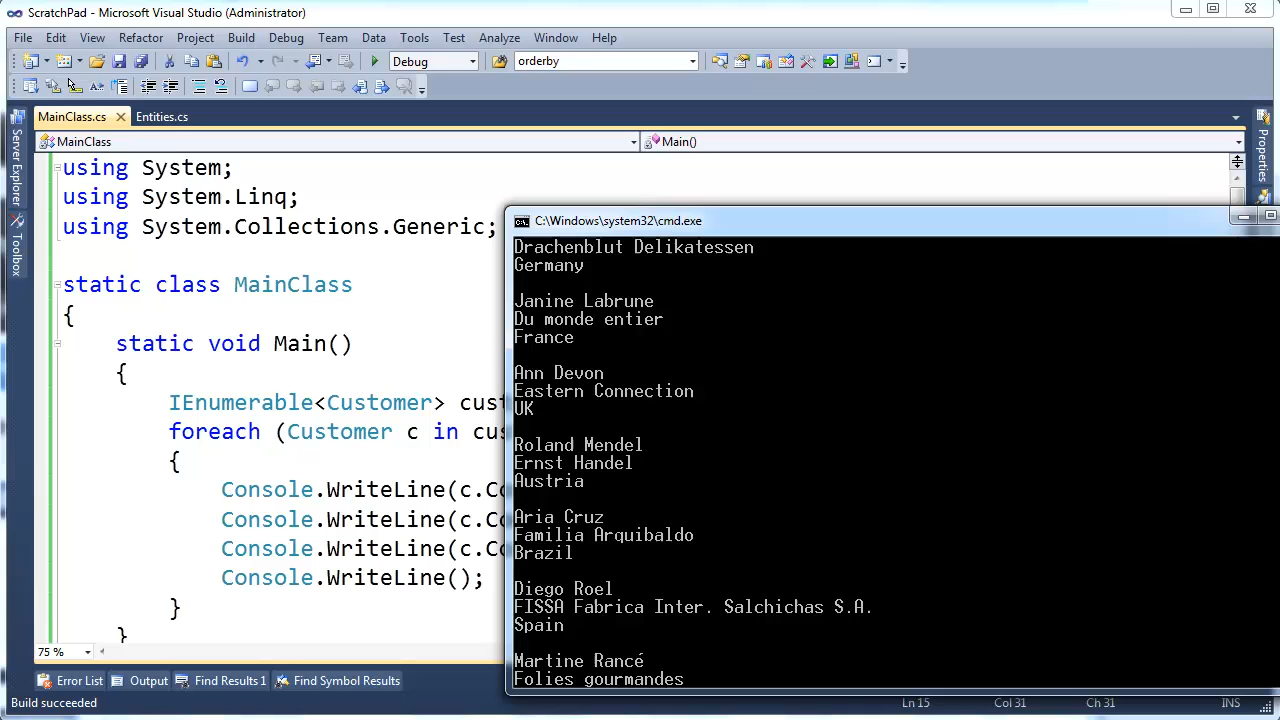 ScratchPad - Microsoft Visual Studio (Administrator)
File Edit View Refactor Project Build Debug Team Data Tools Test Analyze Window Help
Debug orderby
MainClass.cs Entities.cs
MainClass Main()
Server Explorer
Toolbox
Properties
using System;
using System.Linq;
using System.Collections.Generic;
static class MainClass
{
static void Main()
{
IEnumerable<Customer> cust
foreach (Customer c in cus
{
Console.WriteLine(c.Co
Console.WriteLine(c.Co
Console.WriteLine(c.Co
Console.WriteLine();
}
}
75 %
C:\Windows\system32\cmd.exe
Drachenblut Delikatessen
Germany
Janine Labrune
Du monde entier
France
Ann Devon
Eastern Connection
UK
Roland Mendel
Ernst Handel
Austria
Aria Cruz
Familia Arquibaldo
Brazil
Diego Roel
FISSA Fabrica Inter. Salchichas S.A.
Spain
Martine Rancé
Folies gourmandes
Error List Output Find Results 1 Find Symbol Results
Build succeeded Ln 15 Col 31 Ch 31 INS